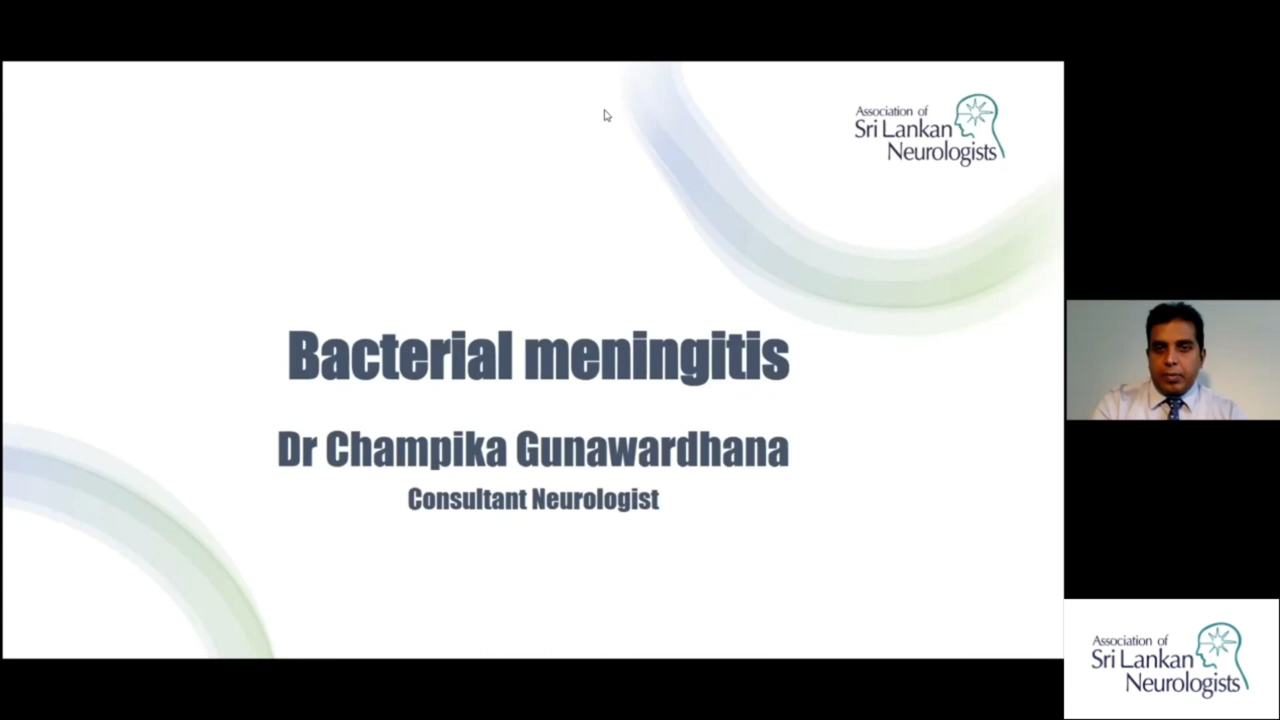 Association of
Sri Lankan
Neurologists
Bacterial meningitis
Dr Champika Gunawardhana
Consultant Neurologist
Association of
Sri Lankan
Neurologists